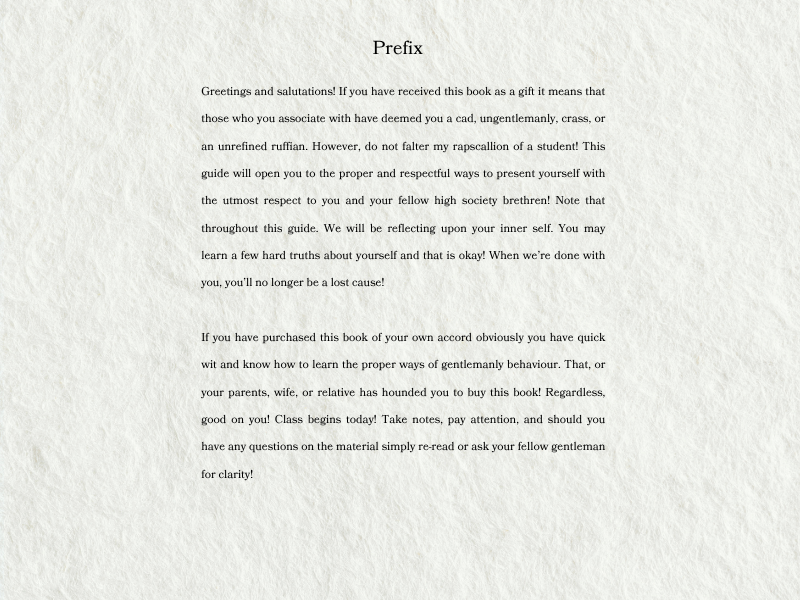 Prefix
Greetings and salutations! If you have received this book as a gift it means that
those who you associate with have deemed you a cad, ungentlemanly, crass, or
an unrefined ruffian. However, do not falter my rapscallion of a student! This
guide will open you to the proper and respectful ways to present yourself with
the utmost respect to you and your fellow high society brethren! Note that
throughout this guide. We will be reflecting upon your inner self. You may
learn a few hard truths about yourself and that is okay! When we're done with
you, you'll no longer be a lost cause!
If you have purchased this book of your own accord obviously you have quick
wit and know how to learn the proper ways of gentlemanly behaviour. That, or
your parents, wife, or relative has hounded you to buy this book! Regardless,
good on you! Class begins today! Take notes, pay attention, and should you
have any questions on the material simply re-read or ask your fellow gentleman
for clarity!